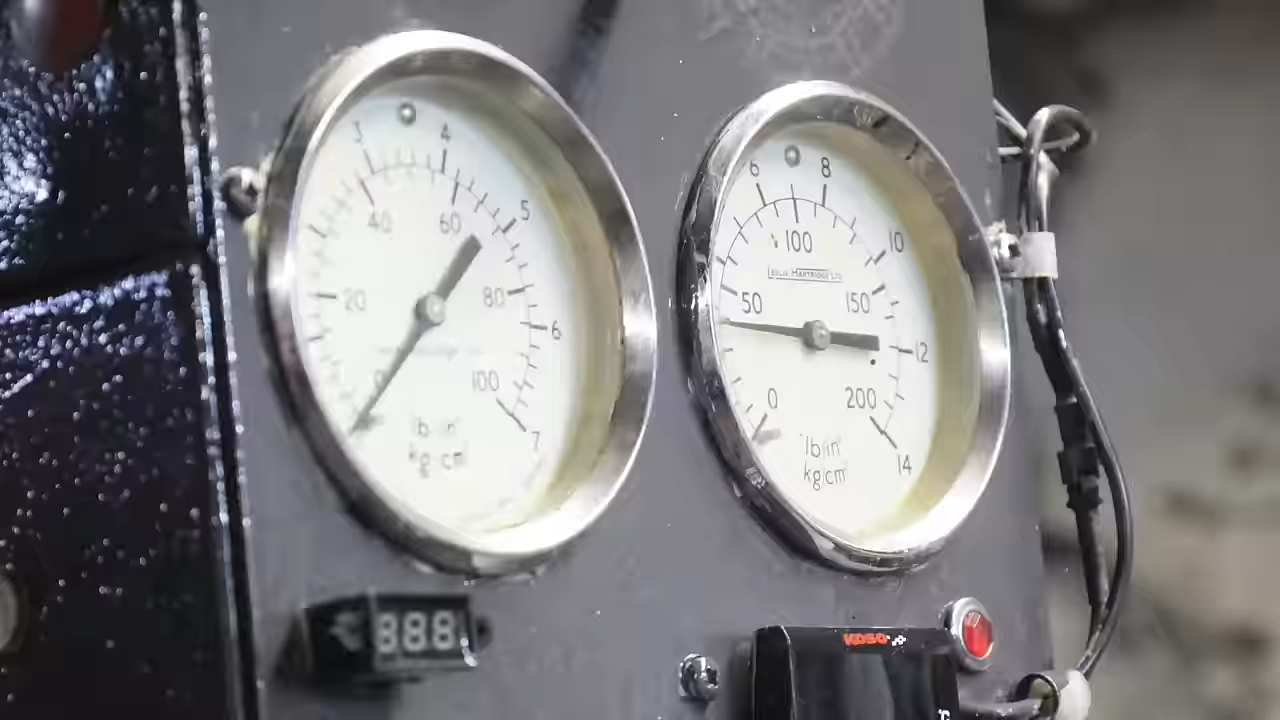 3 4 5 6 7
20 40 60 80 100
lb in²
kg cm²
6 8 10 12 14
0 50 100 150 200
LESLIE HARTRIDGE LTD
lb/in²
kg/cm²
888
KOSO
°C